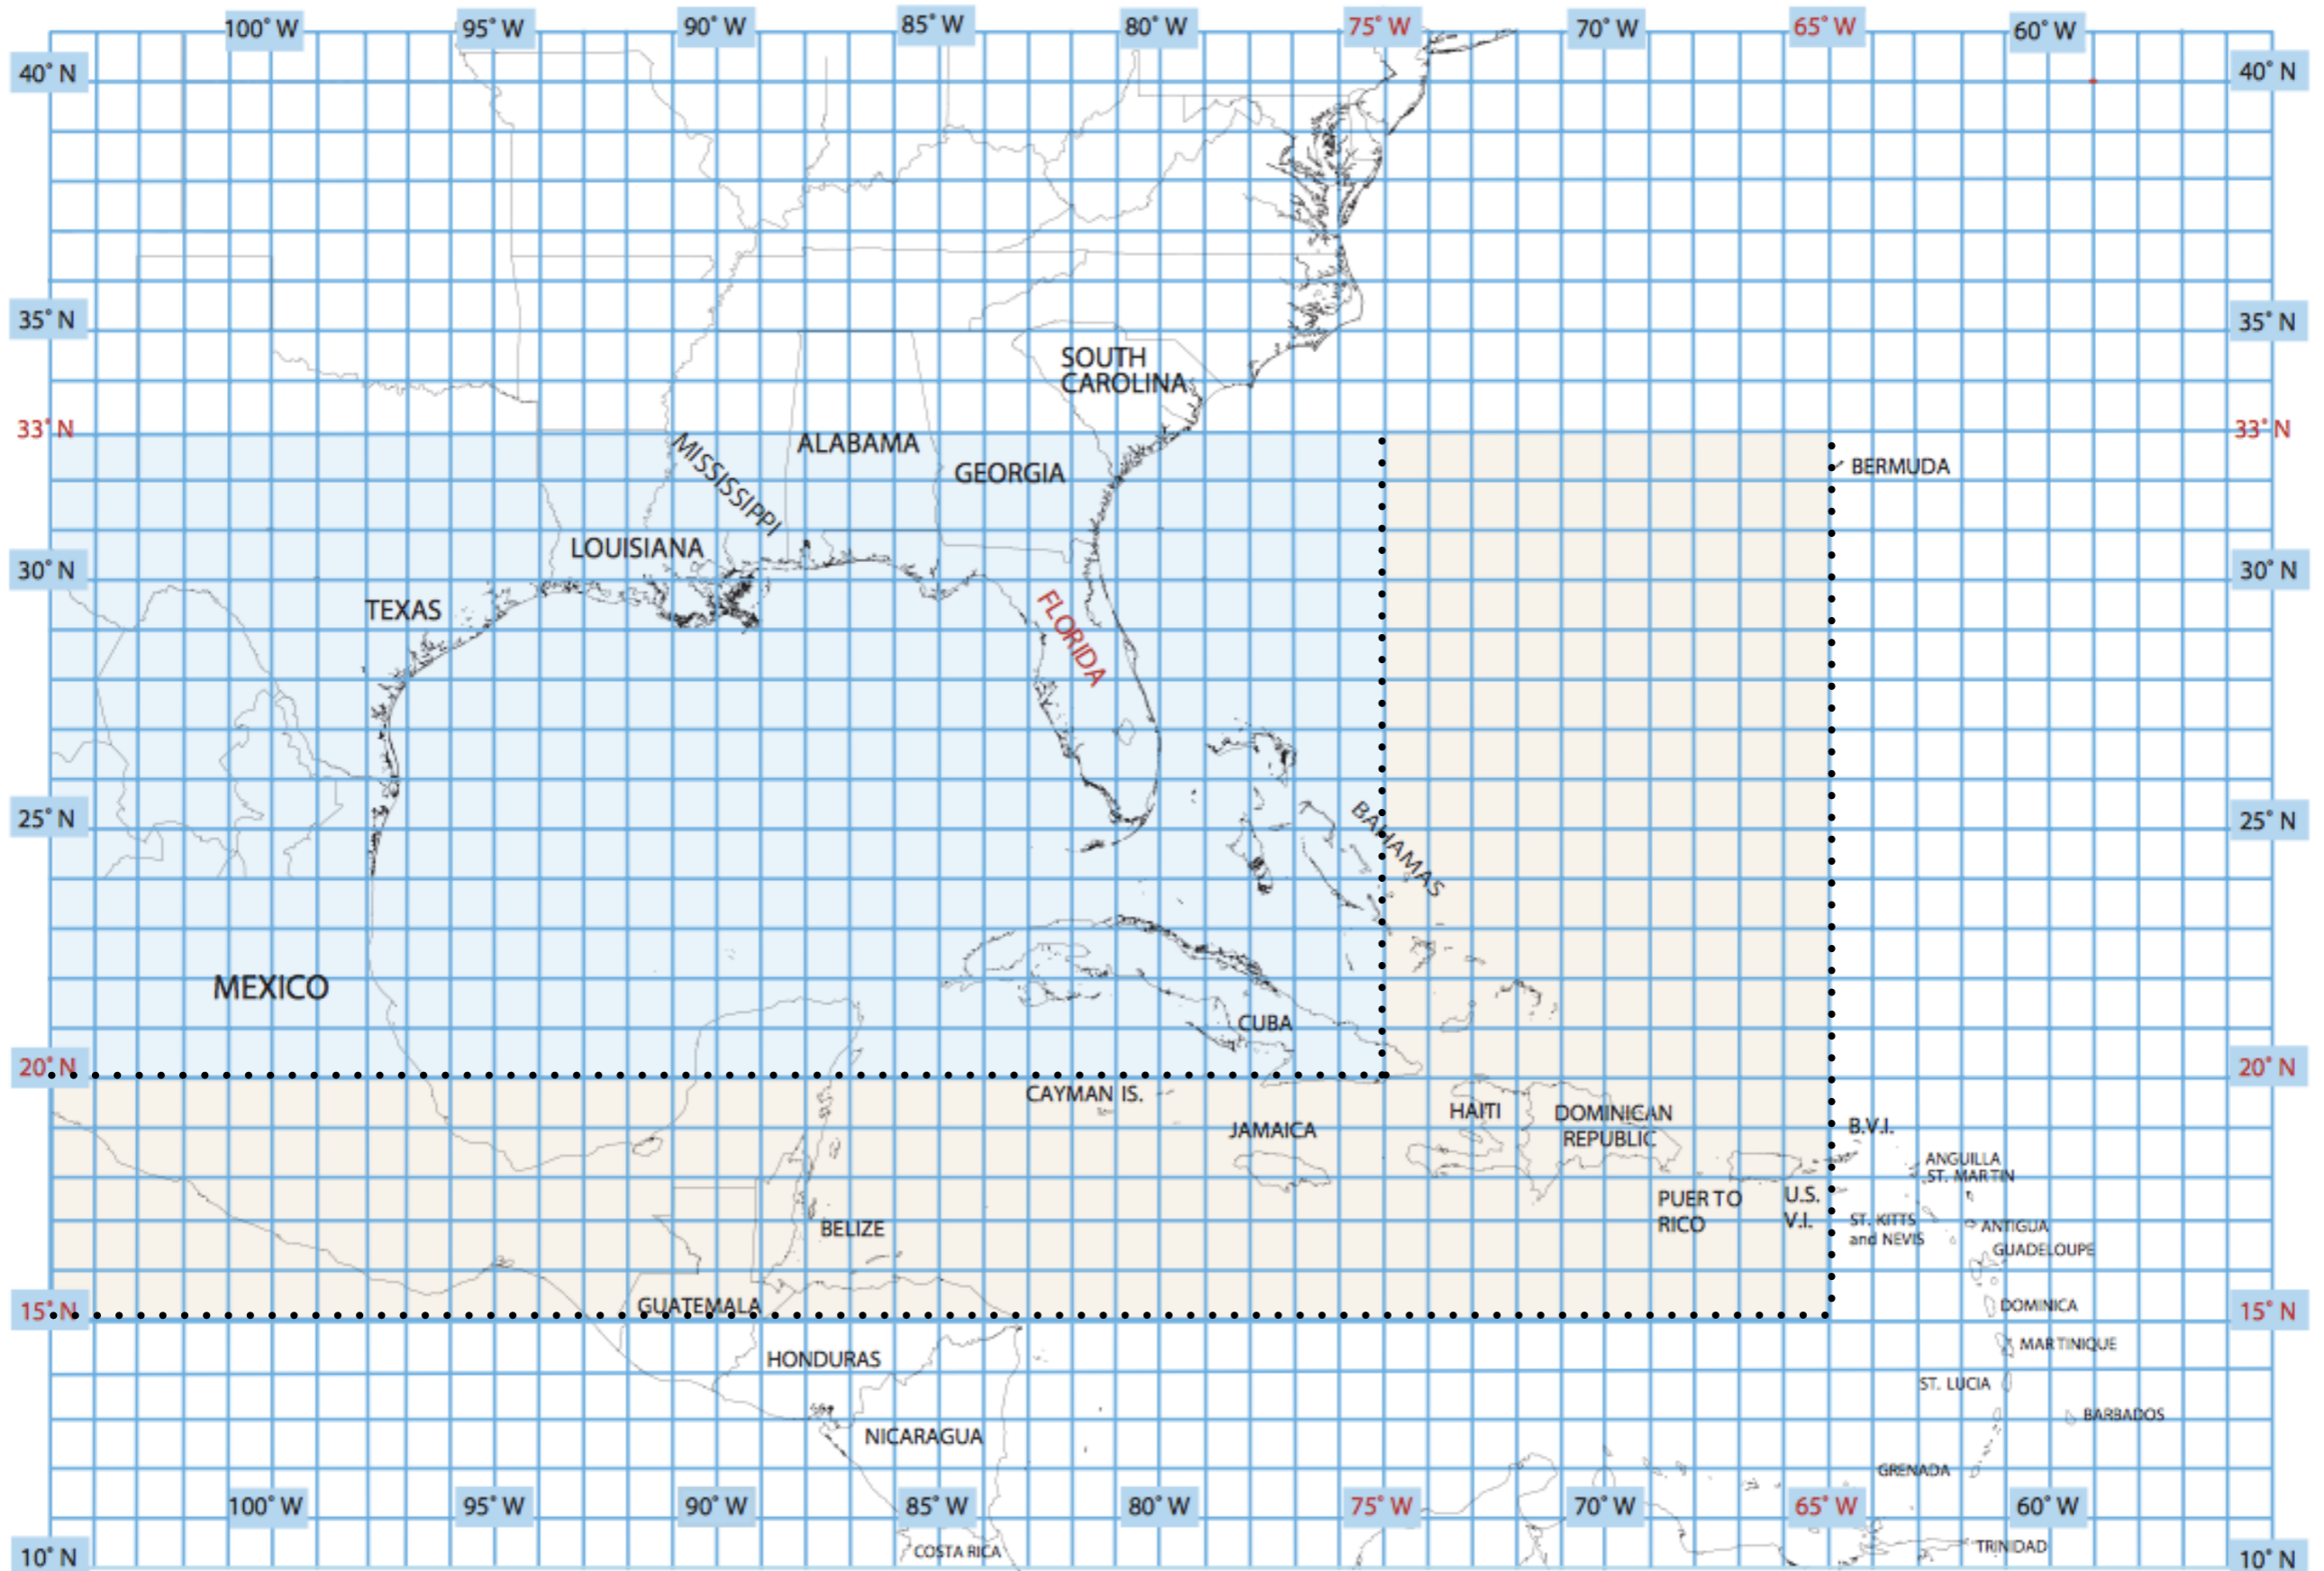 100° W 95° W 90° W 85° W 80° W 75° W 70° W 65° W 60° W
40° N 40° N
35° N 35° N
SOUTH
CAROLINA
33° N 33° N
ALABAMA
MISSISSIPPI
GEORGIA
BERMUDA
LOUISIANA
30° N 30° N
TEXAS
FLORIDA
25° N 25° N
BAHAMAS
MEXICO
CUBA
20° N 20° N
CAYMAN IS.
HAITI
DOMINICAN
REPUBLIC
JAMAICA
B.V.I.
ANGUILLA
ST. MARTIN
PUERTO
RICO
U.S.
V.I.
ST. KITTS
and NEVIS
ANTIGUA
BELIZE
GUADELOUPE
GUATEMALA
DOMINICA
15° N 15° N
MARTINIQUE
HONDURAS
ST. LUCIA
BARBADOS
NICARAGUA
GRENADA
100° W 95° W 90° W 85° W 80° W 75° W 70° W 65° W 60° W
COSTA RICA
TRINIDAD
10° N 10° N